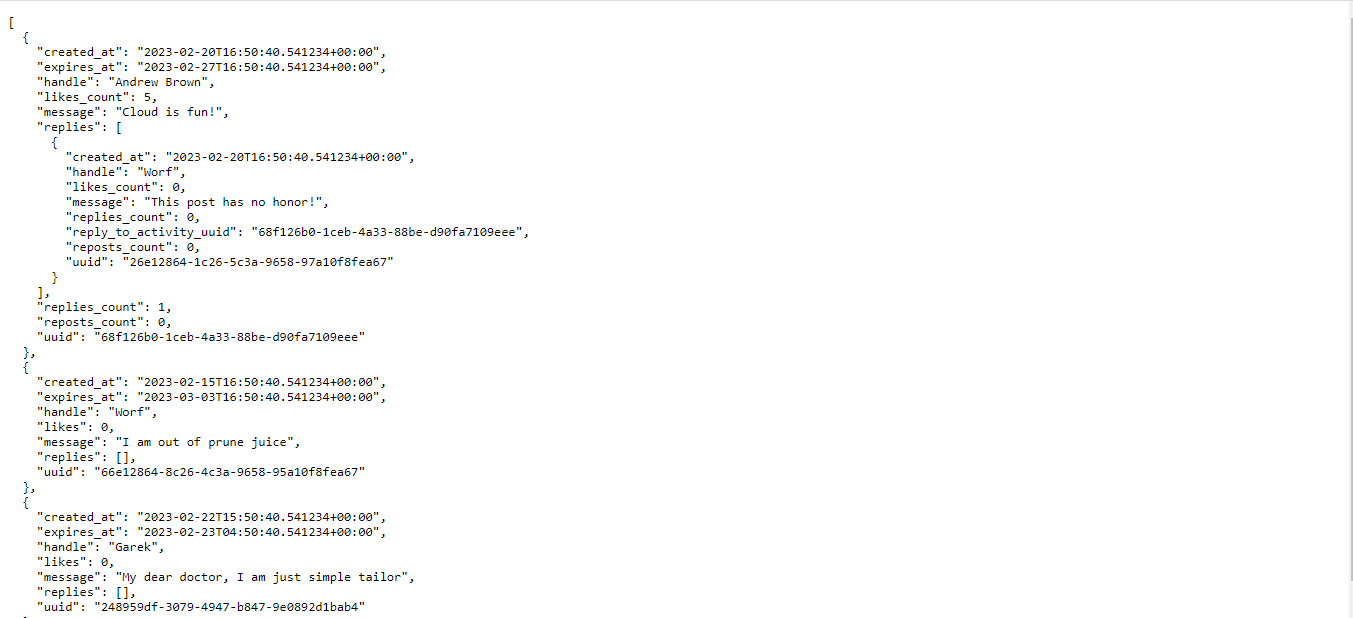 [
  {
    "created_at": "2023-02-20T16:50:40.541234+00:00",
    "expires_at": "2023-02-27T16:50:40.541234+00:00",
    "handle": "Andrew Brown",
    "likes_count": 5,
    "message": "Cloud is fun!",
    "replies": [
      {
        "created_at": "2023-02-20T16:50:40.541234+00:00",
        "handle": "Worf",
        "likes_count": 0,
        "message": "This post has no honor!",
        "replies_count": 0,
        "reply_to_activity_uuid": "68f126b0-1ceb-4a33-88be-d90fa7109eee",
        "reposts_count": 0,
        "uuid": "26e12864-1c26-5c3a-9658-97a10f8fea67"
      }
    ],
    "replies_count": 1,
    "reposts_count": 0,
    "uuid": "68f126b0-1ceb-4a33-88be-d90fa7109eee"
  },
  {
    "created_at": "2023-02-15T16:50:40.541234+00:00",
    "expires_at": "2023-03-03T16:50:40.541234+00:00",
    "handle": "Worf",
    "likes": 0,
    "message": "I am out of prune juice",
    "replies": [],
    "uuid": "66e12864-8c26-4c3a-9658-95a10f8fea67"
  },
  {
    "created_at": "2023-02-22T15:50:40.541234+00:00",
    "expires_at": "2023-02-23T04:50:40.541234+00:00",
    "handle": "Garek",
    "likes": 0,
    "message": "My dear doctor, I am just simple tailor",
    "replies": [],
    "uuid": "248959df-3079-4947-b847-9e0892d1bab4"